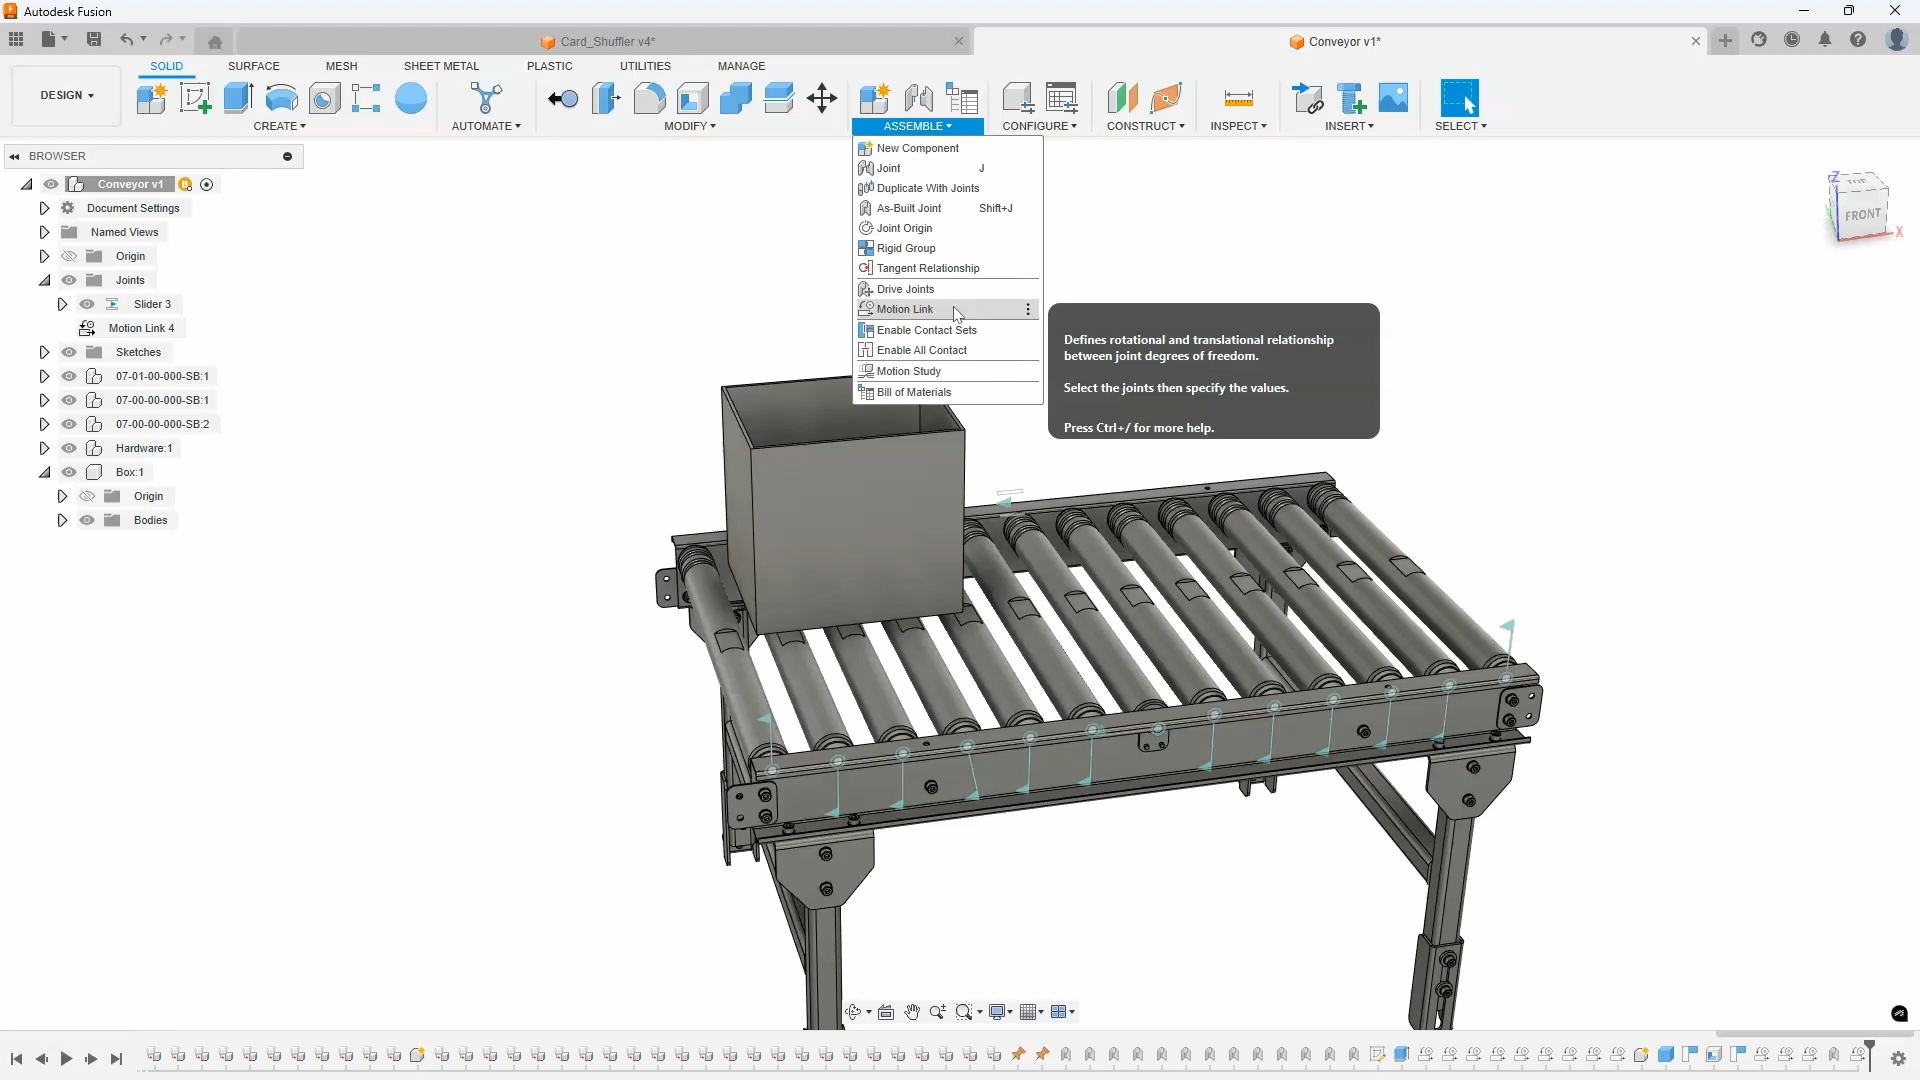 Autodesk Fusion
Card_Shuffler v4*
Conveyor v1*
SOLID
SURFACE
MESH
SHEET METAL
PLASTIC
UTILITIES
MANAGE
DESIGN
CREATE
AUTOMATE
MODIFY
ASSEMBLE
CONFIGURE
CONSTRUCT
INSPECT
INSERT
SELECT
BROWSER
Conveyor v1
Document Settings
Named Views
Origin
Joints
Slider 3
Motion Link 4
Sketches
07-01-00-000-SB:1
07-00-00-000-SB:1
07-00-00-000-SB:2
Hardware:1
Box:1
Origin
Bodies
New Component
Joint J
Duplicate With Joints
As-Built Joint Shift+J
Joint Origin
Rigid Group
Tangent Relationship
Drive Joints
Motion Link
Enable Contact Sets
Enable All Contact
Motion Study
Bill of Materials
Defines rotational and translational relationship
between joint degrees of freedom.
Select the joints then specify the values.
Press Ctrl+/ for more help.
Z
TOP
FRONT
X